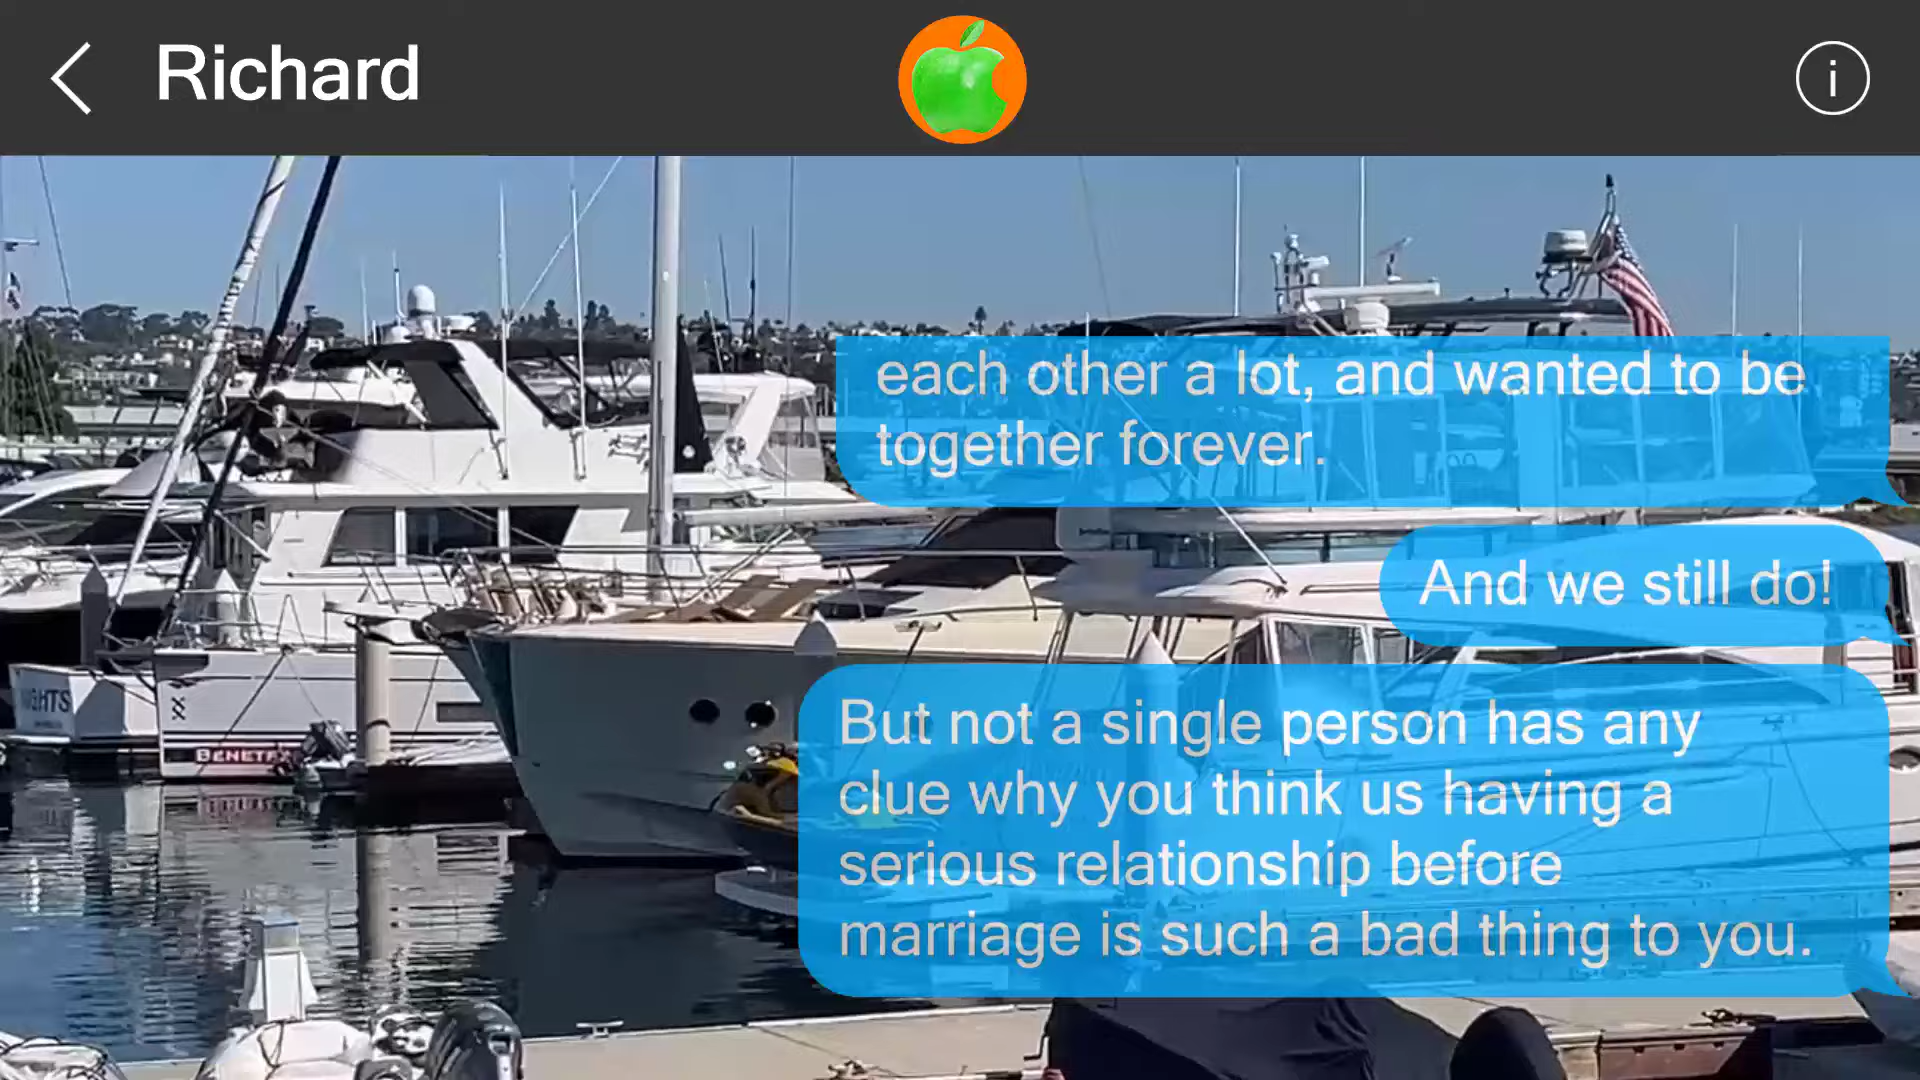 Richard
i
each other a lot, and wanted to be
together forever.
And we still do!
But not a single person has any
clue why you think us having a
serious relationship before
marriage is such a bad thing to you.